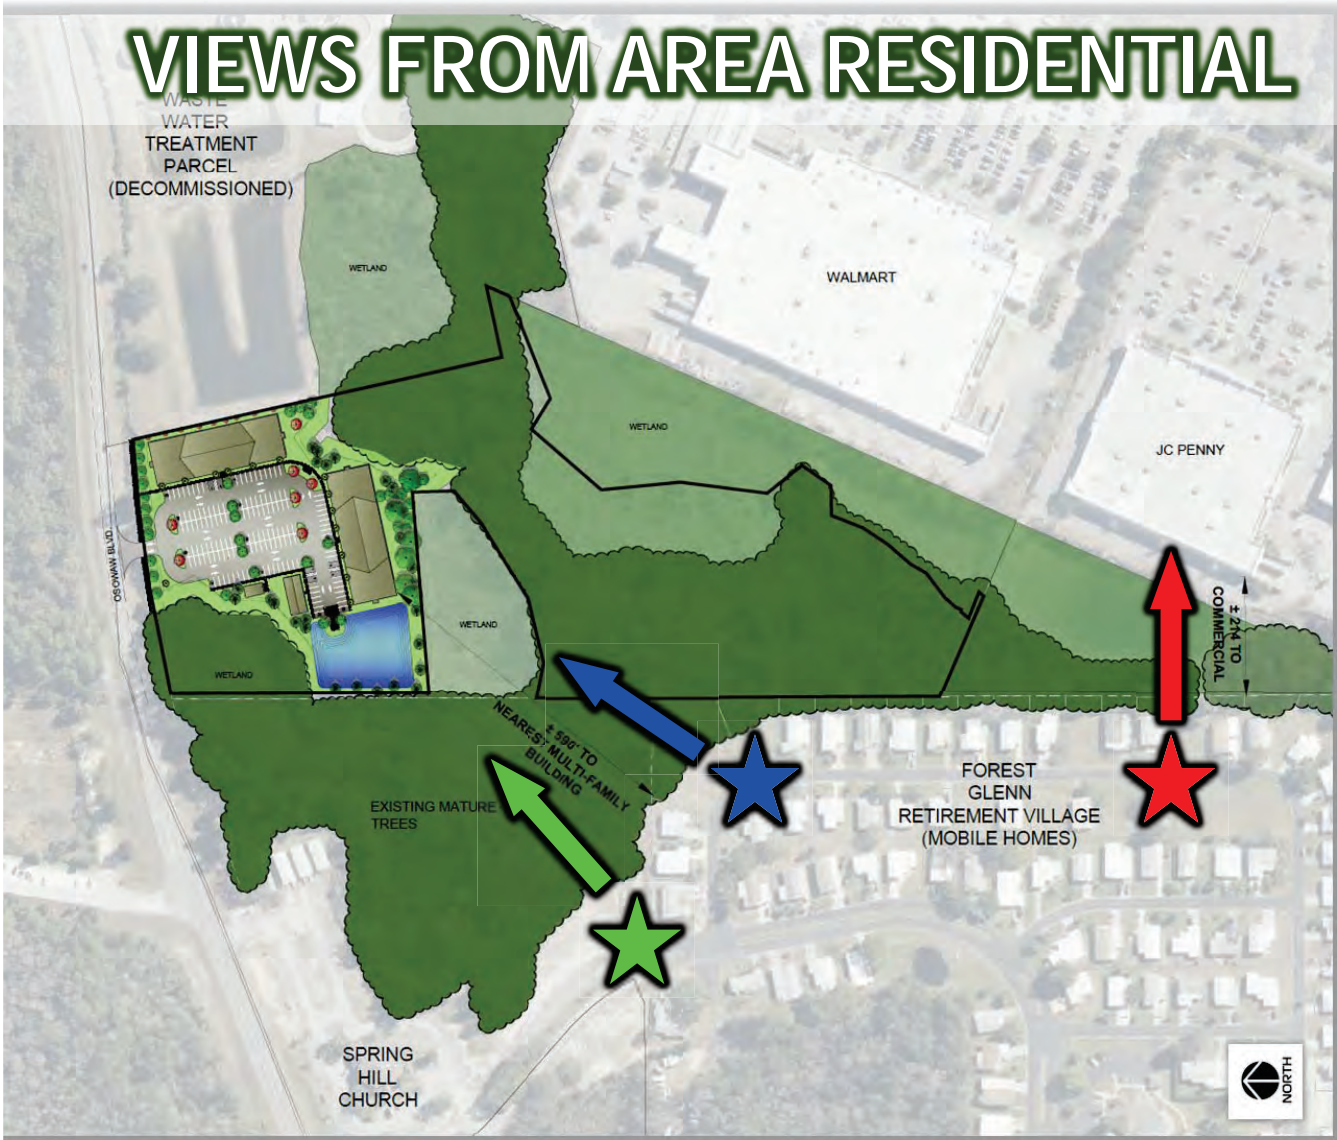 VIEWS FROM AREA RESIDENTIAL
WASTE
WATER
TREATMENT
PARCEL
(DECOMMISSIONED)
WETLAND
WALMART
WETLAND
JC PENNY
OSOWAW BLVD
WETLAND
WETLAND
± 214 TO
COMMERCIAL
± 590' TO
NEAREST MULTI-FAMILY
BUILDING
EXISTING MATURE
TREES
FOREST
GLENN
RETIREMENT VILLAGE
(MOBILE HOMES)
SPRING
HILL
CHURCH
NORTH